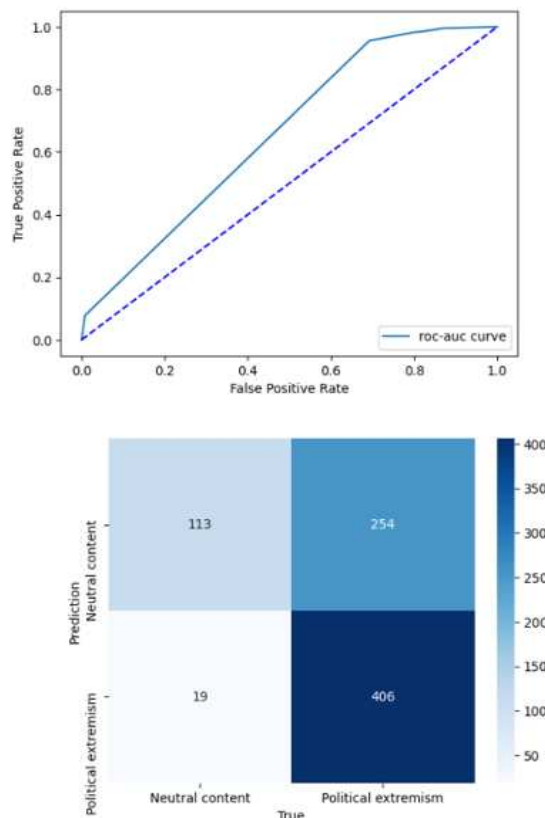 1.0
0.8
0.6
0.4
0.2
0.0
True Positive Rate
roc-auc curve
0.0 0.2 0.4 0.6 0.8 1.0
False Positive Rate
Prediction
Neutral content
Political extremism
113 254
19 406
400
350
300
250
200
150
100
50
Neutral content Political extremism
True